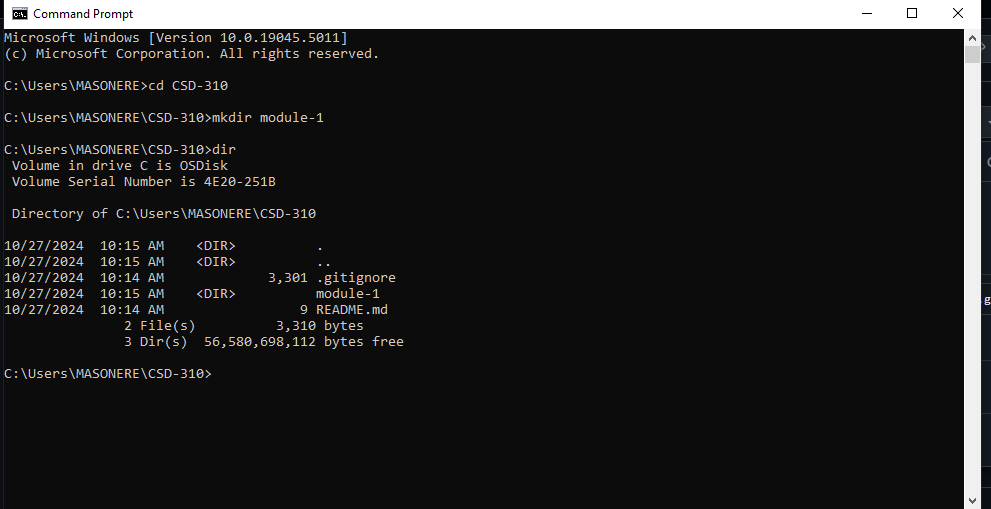 Command Prompt
Microsoft Windows [Version 10.0.19045.5011]
(c) Microsoft Corporation. All rights reserved.
C:\Users\MASONERE>cd CSD-310
C:\Users\MASONERE\CSD-310>mkdir module-1
C:\Users\MASONERE\CSD-310>dir
 Volume in drive C is OSDisk
 Volume Serial Number is 4E20-251B
 Directory of C:\Users\MASONERE\CSD-310
10/27/2024  10:15 AM    <DIR>          .
10/27/2024  10:15 AM    <DIR>          ..
10/27/2024  10:14 AM             3,301 .gitignore
10/27/2024  10:15 AM    <DIR>          module-1
10/27/2024  10:14 AM                 9 README.md
               2 File(s)          3,310 bytes
               3 Dir(s)  56,580,698,112 bytes free
C:\Users\MASONERE\CSD-310>
.g